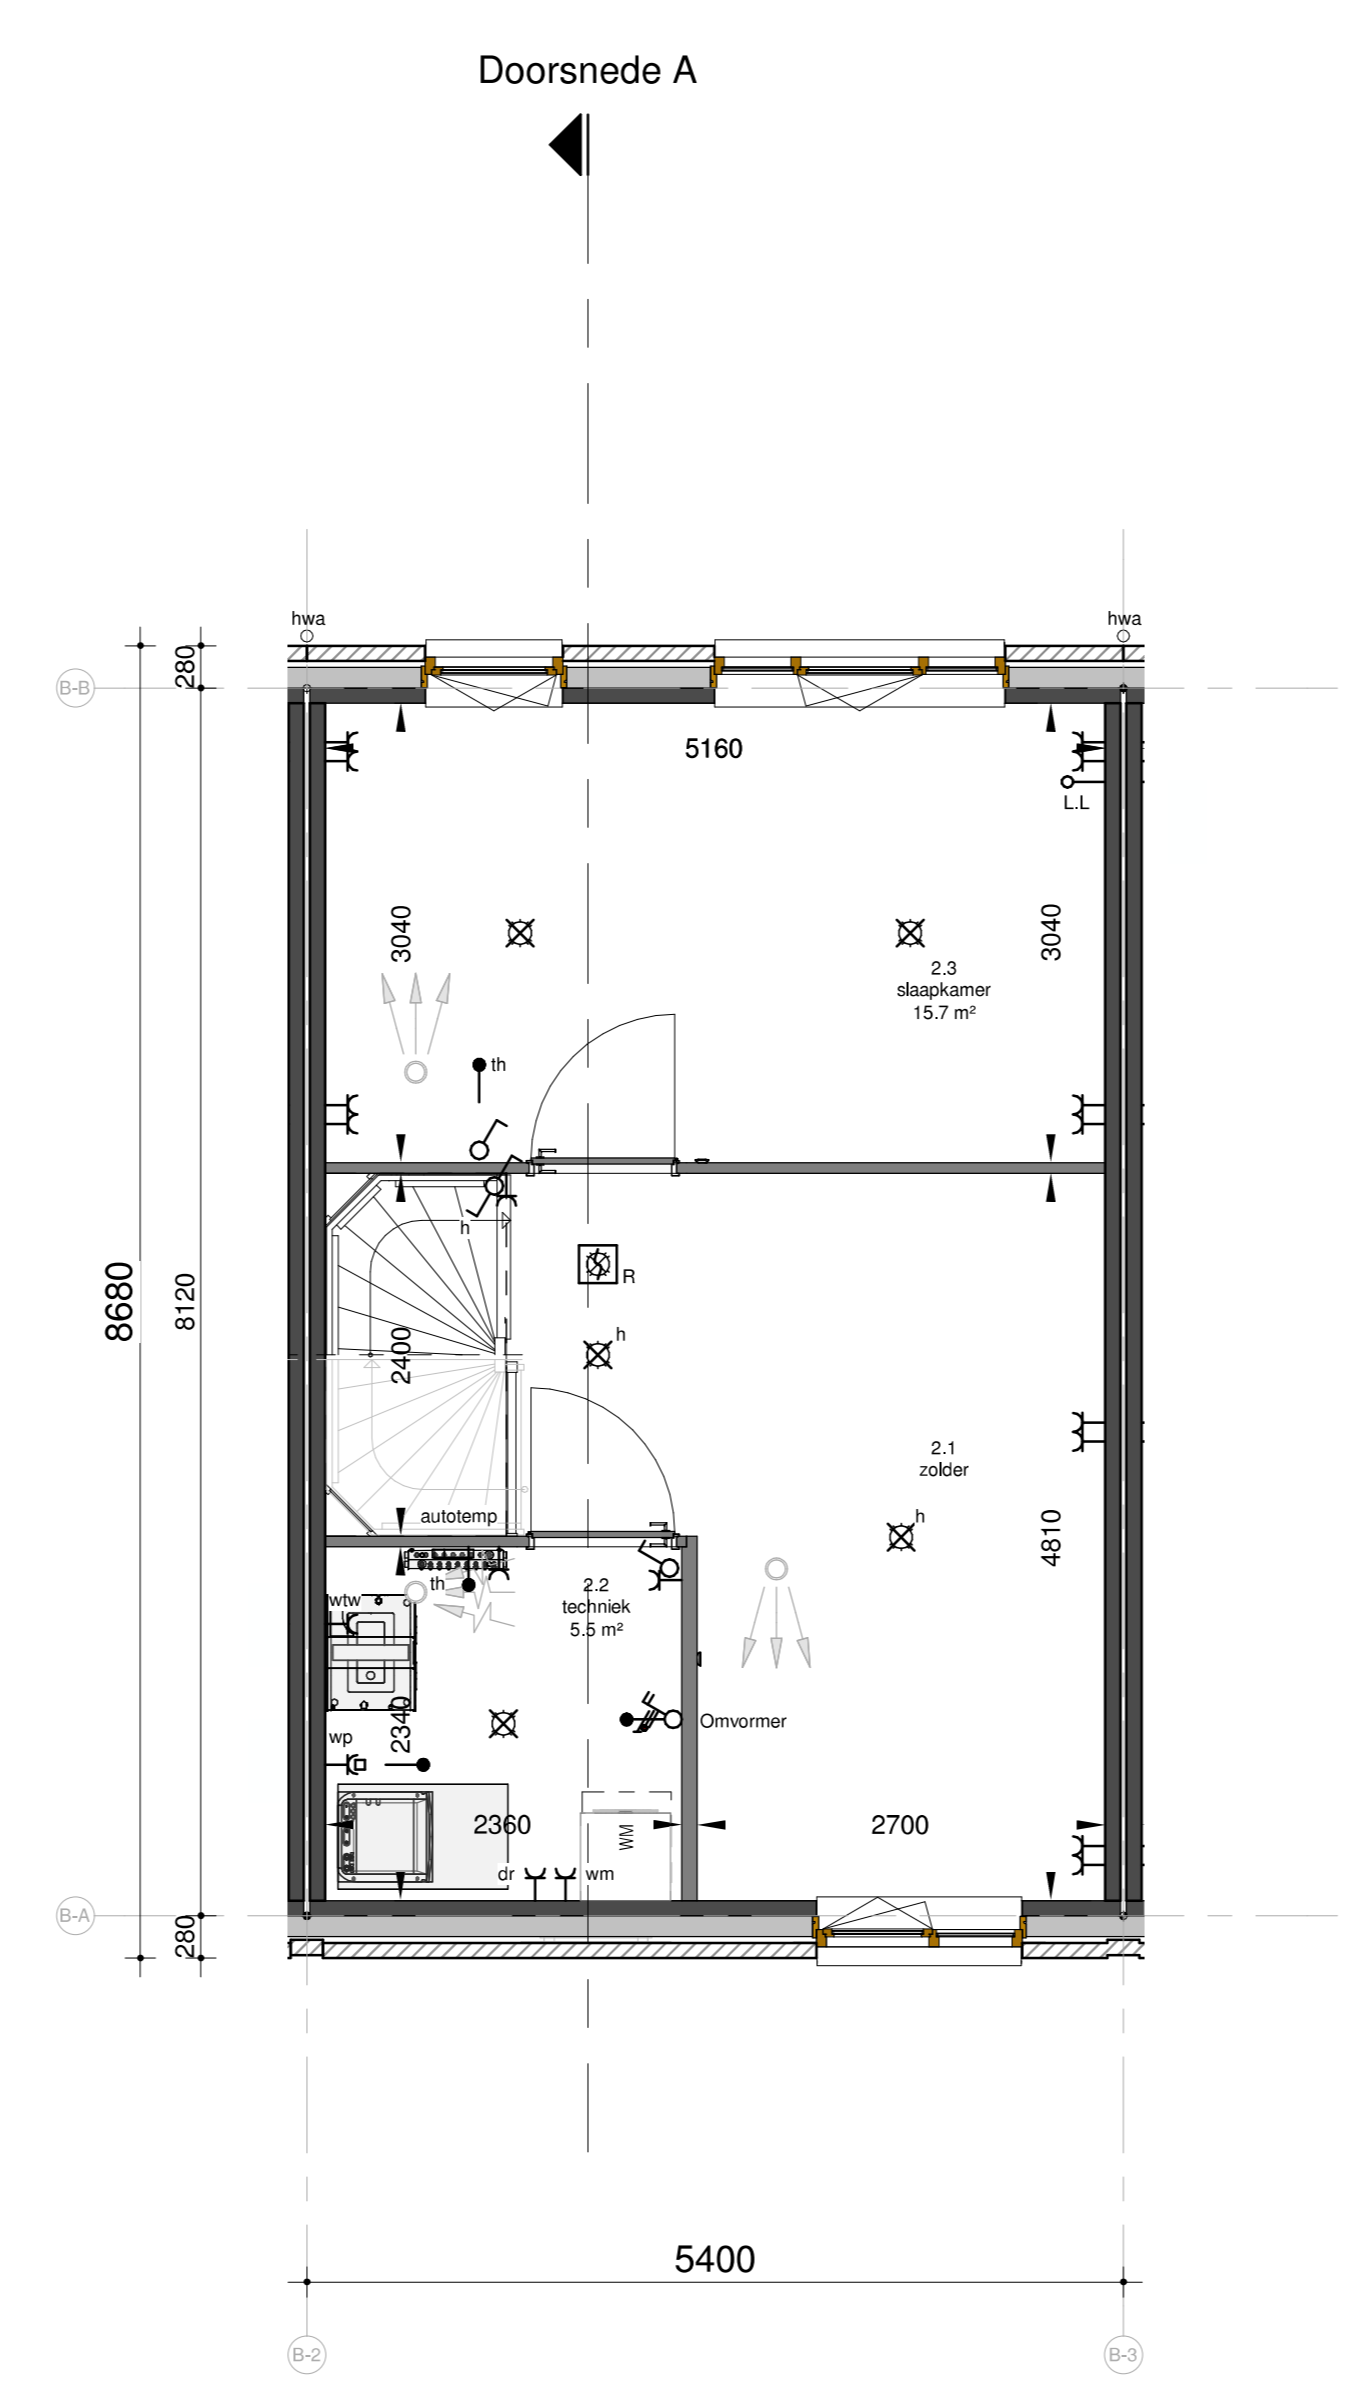 Doorsnede A
hwa
hwa
280
B-B
5160
L.L
3040
3040
2.3
slaapkamer
15.7 m²
th
h
R
h
8680
8120
2400
2.1
zolder
autotemp
h
4810
th
2.2
techniek
5.5 m²
wtw
2340
Omvormer
wp
2360
WM
2700
dr
wm
B-A
280
5400
B-2
B-3